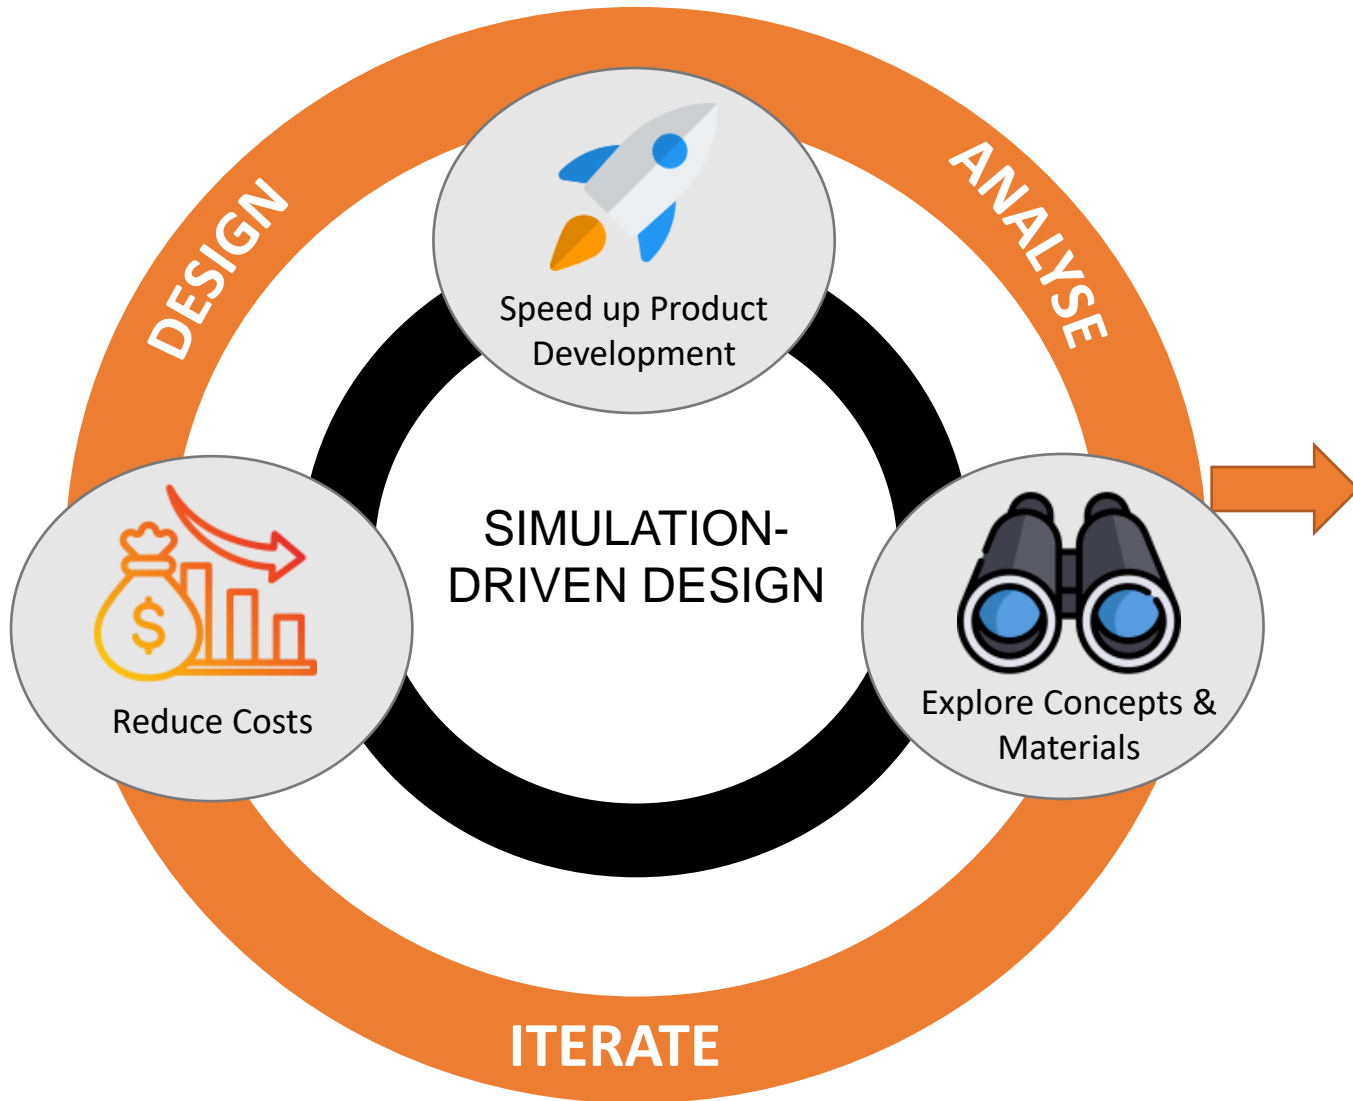 DESIGN
ANALYSE
Speed up Product
Development
SIMULATION-
DRIVEN DESIGN
$
Reduce Costs
Explore Concepts &
Materials
ITERATE